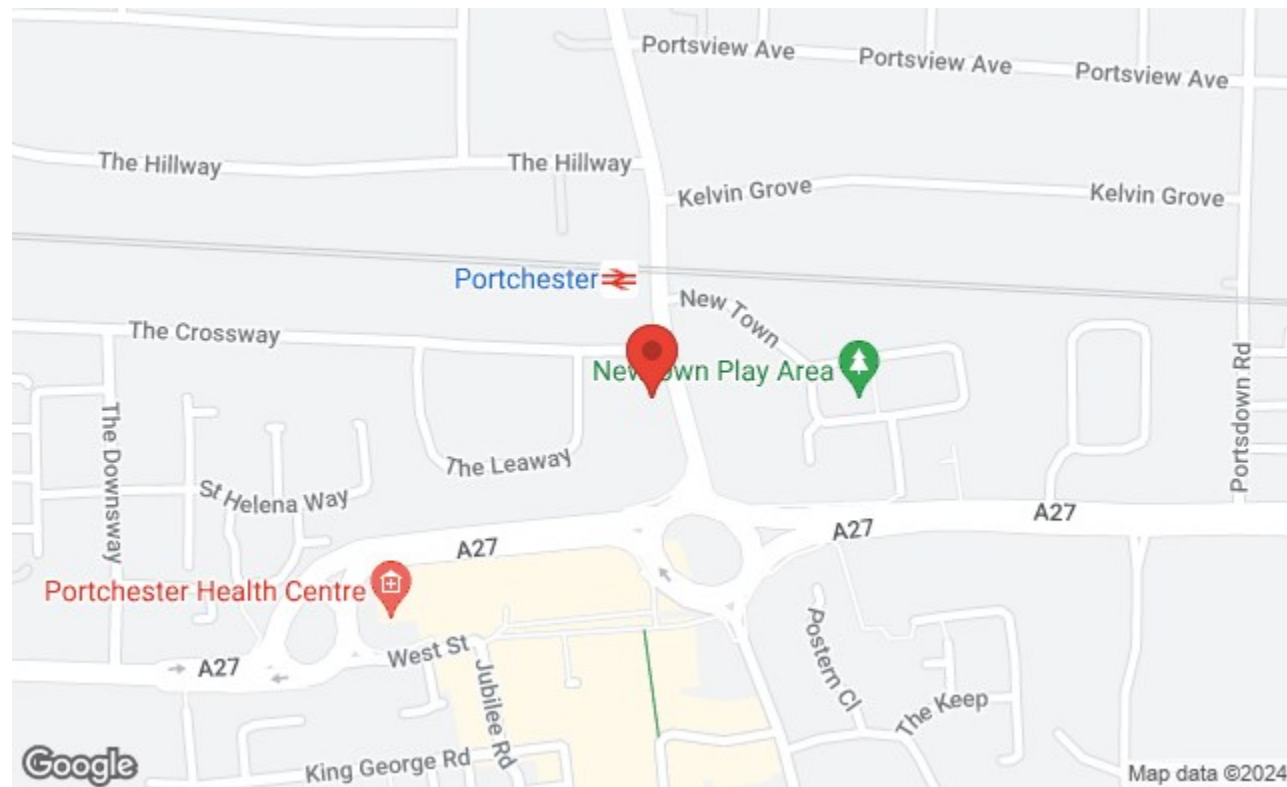 Portsview Ave
Portsview Ave
Portsview Ave
The Hillway
The Hillway
Kelvin Grove
Kelvin Grove
Portchester
New Town
The Crossway
Portsdown Rd
The Downsway
The Leaway
St Helena Way
A27
A27
A27
Portchester Health Centre
A27
West St
Jubilee Rd
Postern Cl
The Keep
King George Rd
Google
Map data ©2024
Play Area